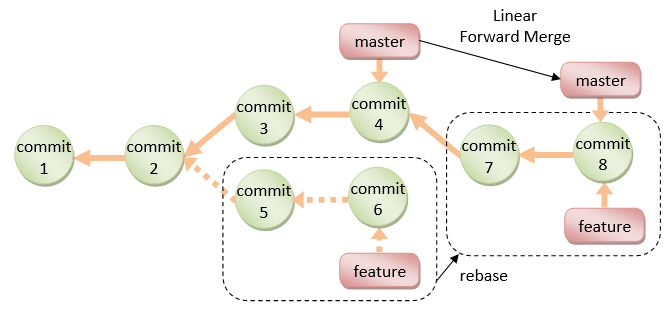 Linear
Forward Merge
master
master
commit
3
commit
4
commit
1
commit
2
commit
7
commit
8
commit
5
commit
6
feature
feature
rebase